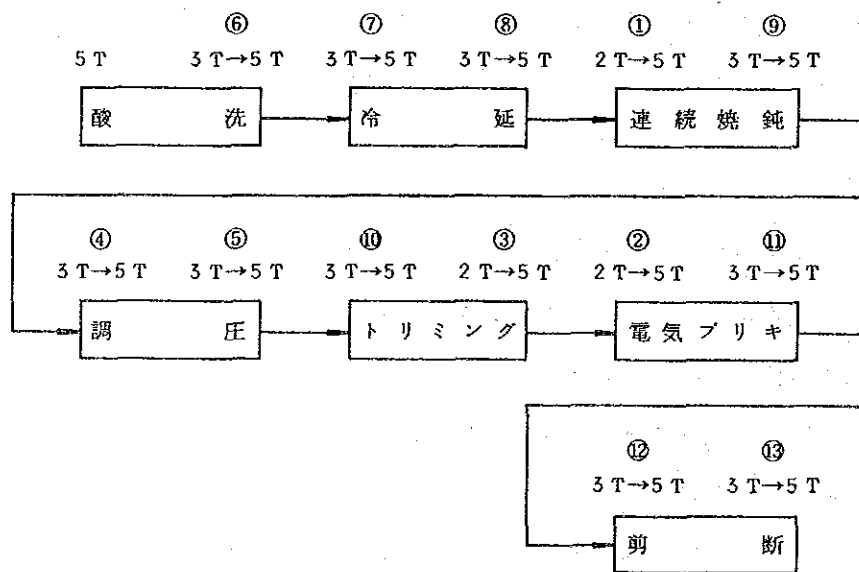 ⑥ ⑦ ⑧ ① ⑨
5T 3T→5T 3T→5T 3T→5T 2T→5T 3T→5T
酸洗 冷延 連続焼鈍
④ ⑤ ⑩ ③ ② ⑪
3T→5T 3T→5T 3T→5T 2T→5T 2T→5T 3T→5T
調圧 トリミング 電気ブリキ
⑫ ⑬
3T→5T 3T→5T
剪断